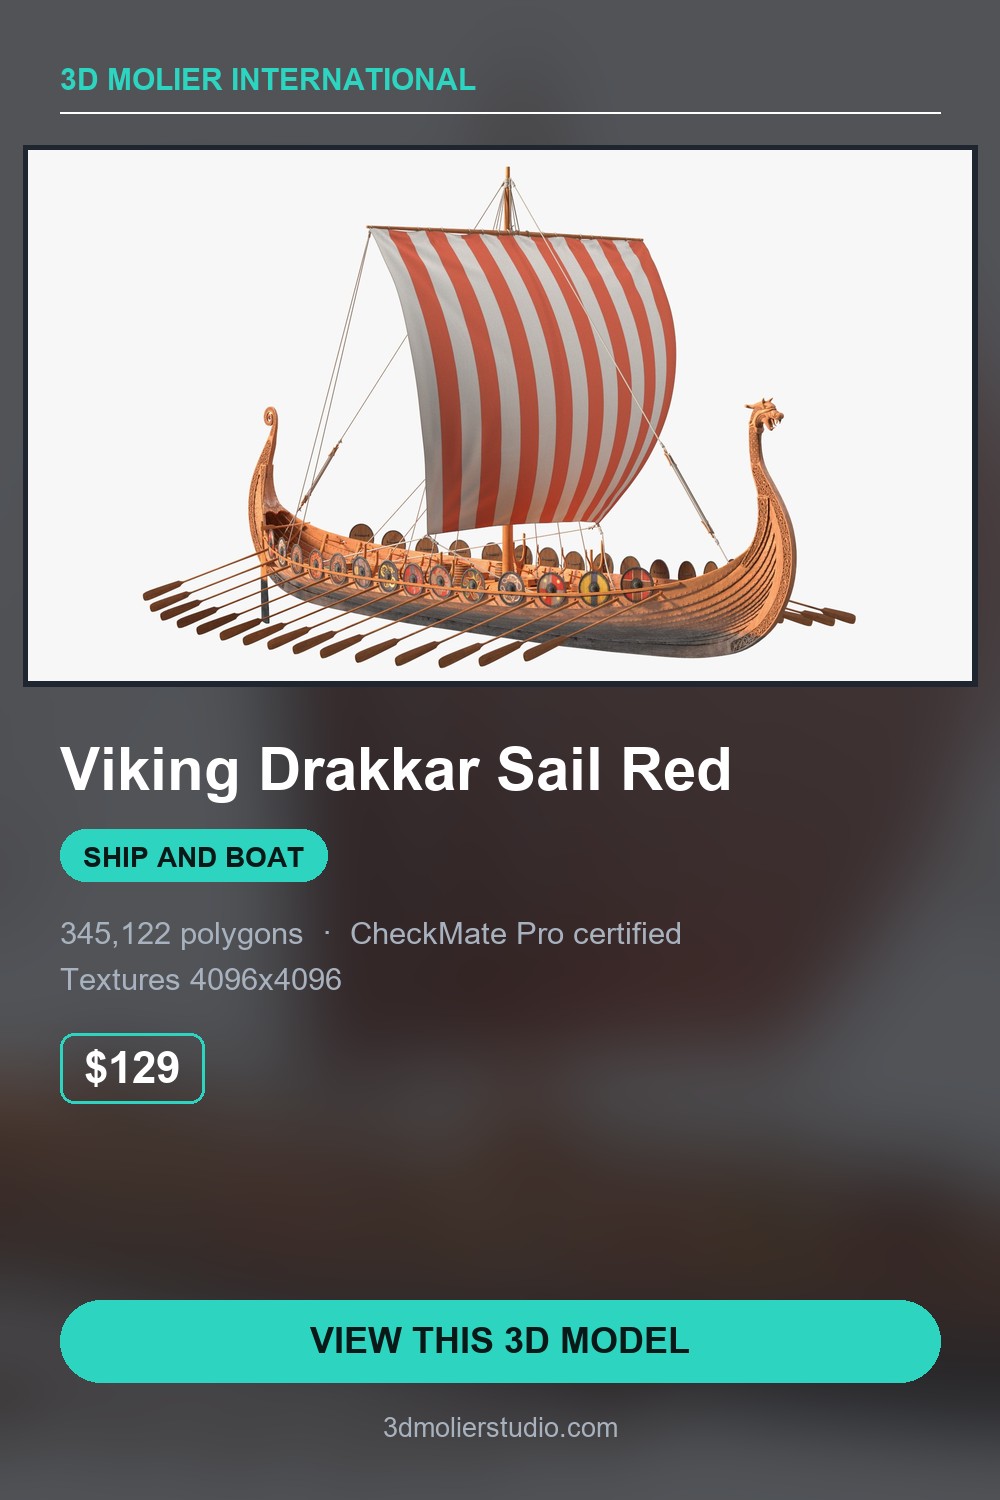 3D MOLIER INTERNATIONAL
Viking Drakkar Sail Red
SHIP AND BOAT
345,122 polygons · CheckMate Pro certified
Textures 4096x4096
$129
VIEW THIS 3D MODEL
3dmolierstudio.com